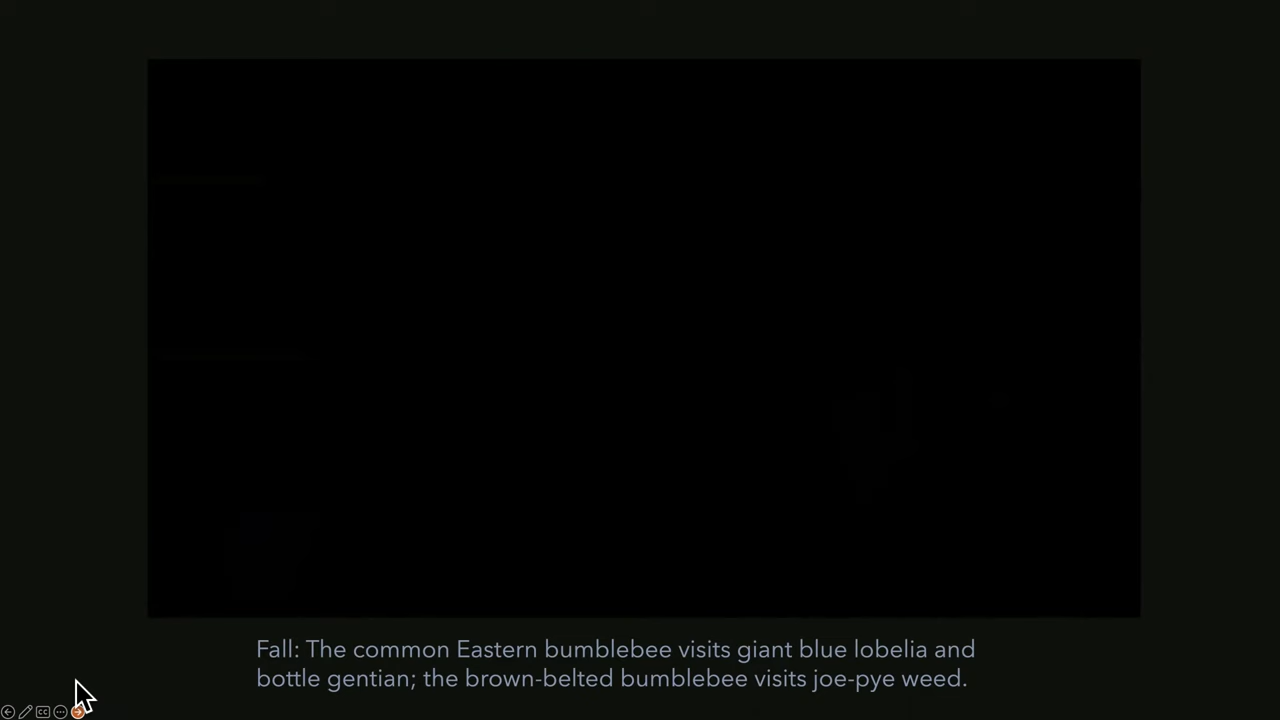 Fall: The common Eastern bumblebee visits giant blue lobelia and
bottle gentian; the brown-belted bumblebee visits joe-pye weed.